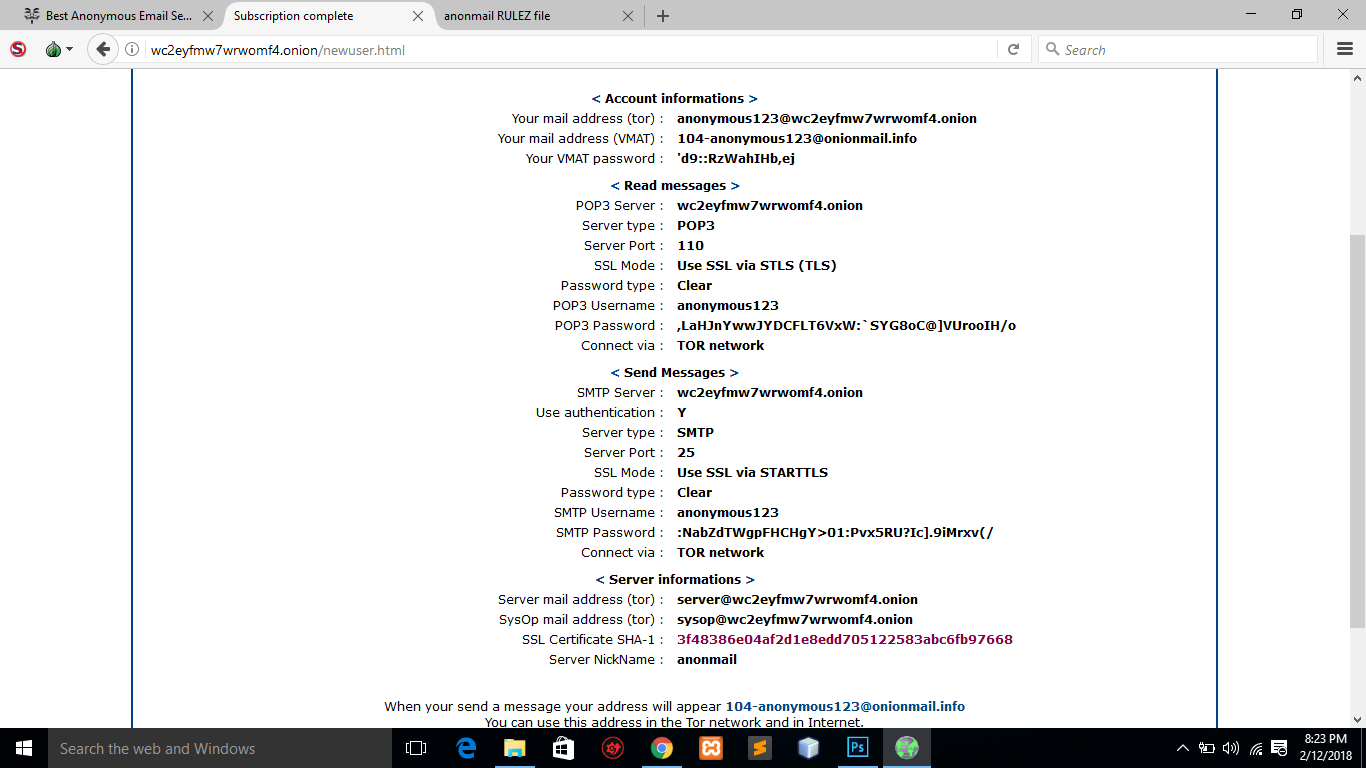 Best Anonymous Email Se...
Subscription complete
anonmail RULEZ file
wc2eyfmw7wrwomf4.onion/newuser.html
Search
< Account informations >
Your mail address (tor) : anonymous123@wc2eyfmw7wrwomf4.onion
Your mail address (VMAT) : 104-anonymous123@onionmail.info
Your VMAT password : 'd9::RzWahIHb,ej
< Read messages >
POP3 Server : wc2eyfmw7wrwomf4.onion
Server type : POP3
Server Port : 110
SSL Mode : Use SSL via STLS (TLS)
Password type : Clear
POP3 Username : anonymous123
POP3 Password : ,LaHJnYwwJYDCFLT6VxW:`SYG8oC@]VUrooIH/o
Connect via : TOR network
< Send Messages >
SMTP Server : wc2eyfmw7wrwomf4.onion
Use authentication : Y
Server type : SMTP
Server Port : 25
SSL Mode : Use SSL via STARTTLS
Password type : Clear
SMTP Username : anonymous123
SMTP Password : :NabZdTWgpFHCHgY>01:Pvx5RU?Ic].9iMrxv(/
Connect via : TOR network
< Server informations >
Server mail address (tor) : server@wc2eyfmw7wrwomf4.onion
SysOp mail address (tor) : sysop@wc2eyfmw7wrwomf4.onion
SSL Certificate SHA-1 : 3f48386e04af2d1e8edd705122583abc6fb97668
Server NickName : anonmail
When your send a message your address will appear 104-anonymous123@onionmail.info
You can use this address in the Tor network and in Internet.
Search the web and Windows
Ps
8:23 PM
2/12/2018